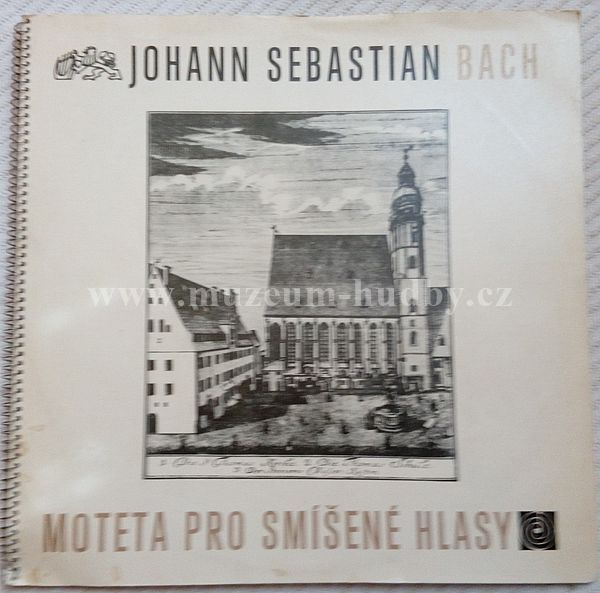 JOHANN SEBASTIAN BACH
www.muzeum-hudby.cz
MOTETA PRO SMÍŠENÉ HLASY